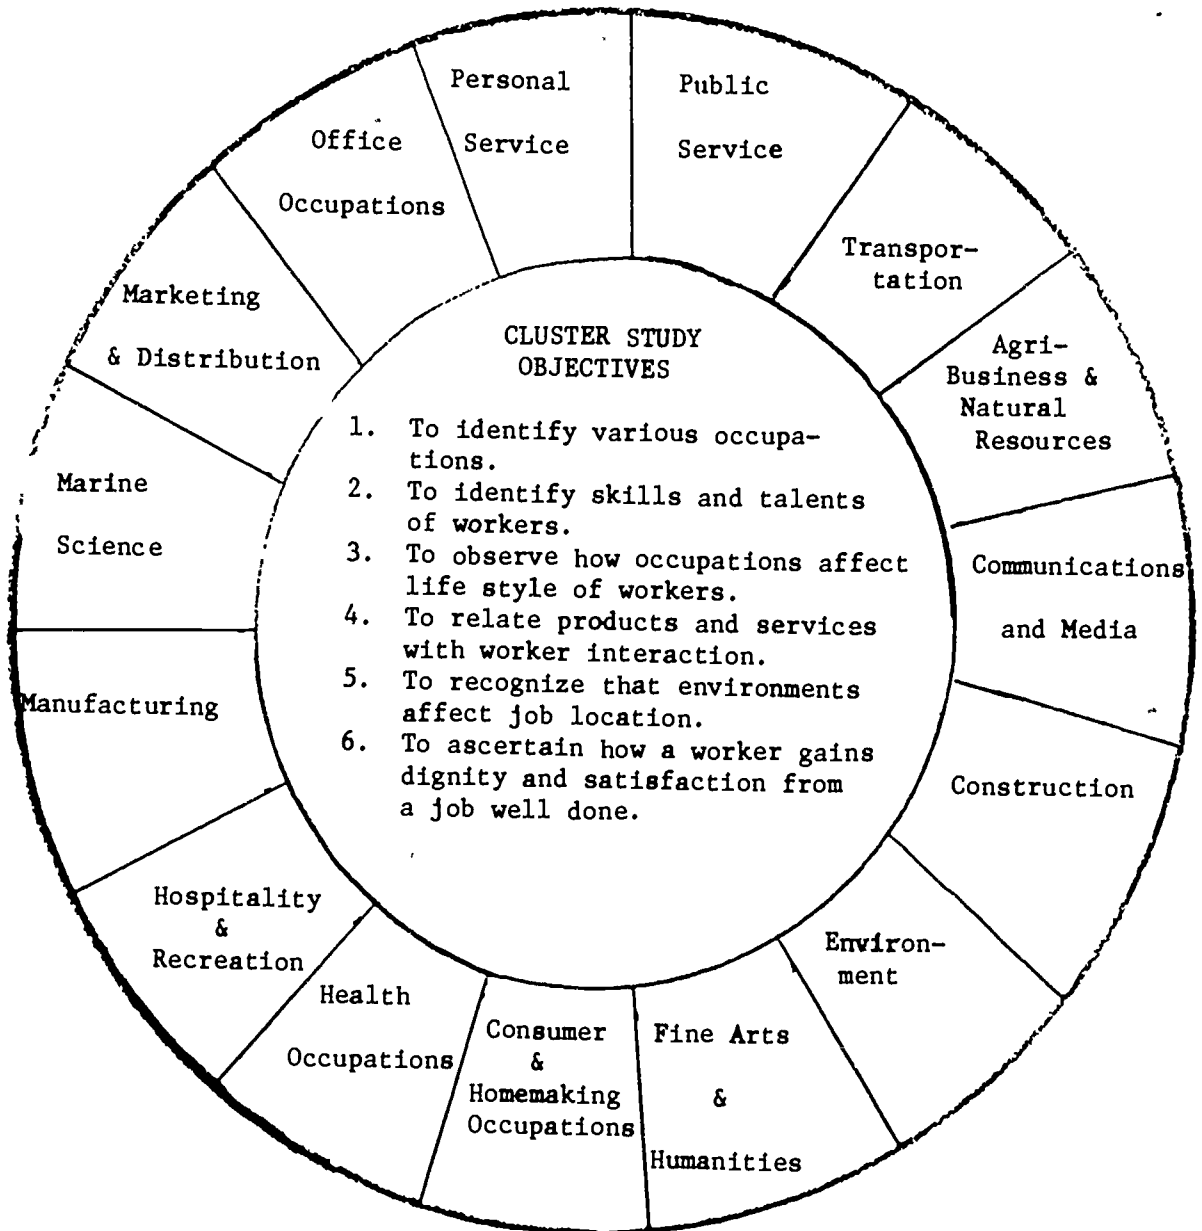 Personal
Service
Public
Service
Transpor-
tation
Agri-
Business &
Natural
Resources
Communications
and Media
Construction
Environ-
ment
Fine Arts
&
Humanities
Consumer
&
Homemaking
Occupations
Health
Occupations
Hospitality
&
Recreation
Manufacturing
Marine
Science
Marketing
& Distribution
Office
Occupations
CLUSTER STUDY
OBJECTIVES
1. To identify various occupa-
tions.
2. To identify skills and talents
of workers.
3. To observe how occupations affect
life style of workers.
4. To relate products and services
with worker interaction.
5. To recognize that environments
affect job location.
6. To ascertain how a worker gains
dignity and satisfaction from
a job well done.